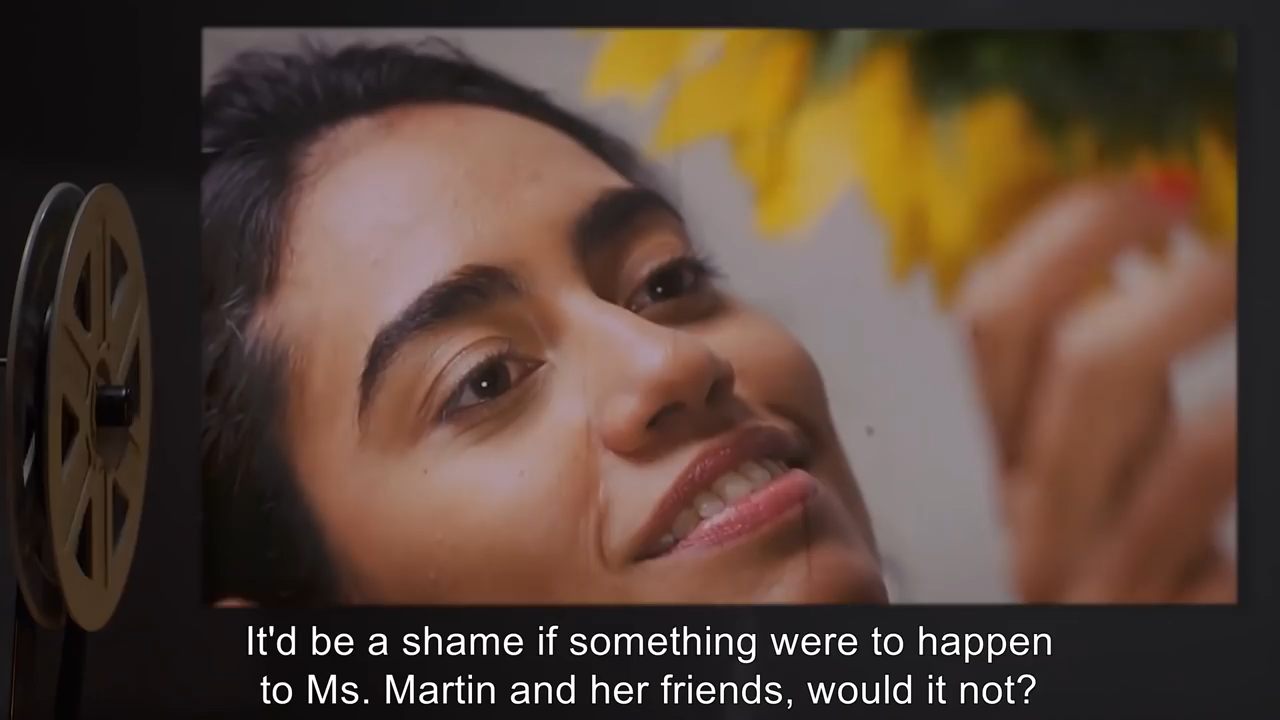 It'd be a shame if something were to happen
to Ms. Martin and her friends, would it not?